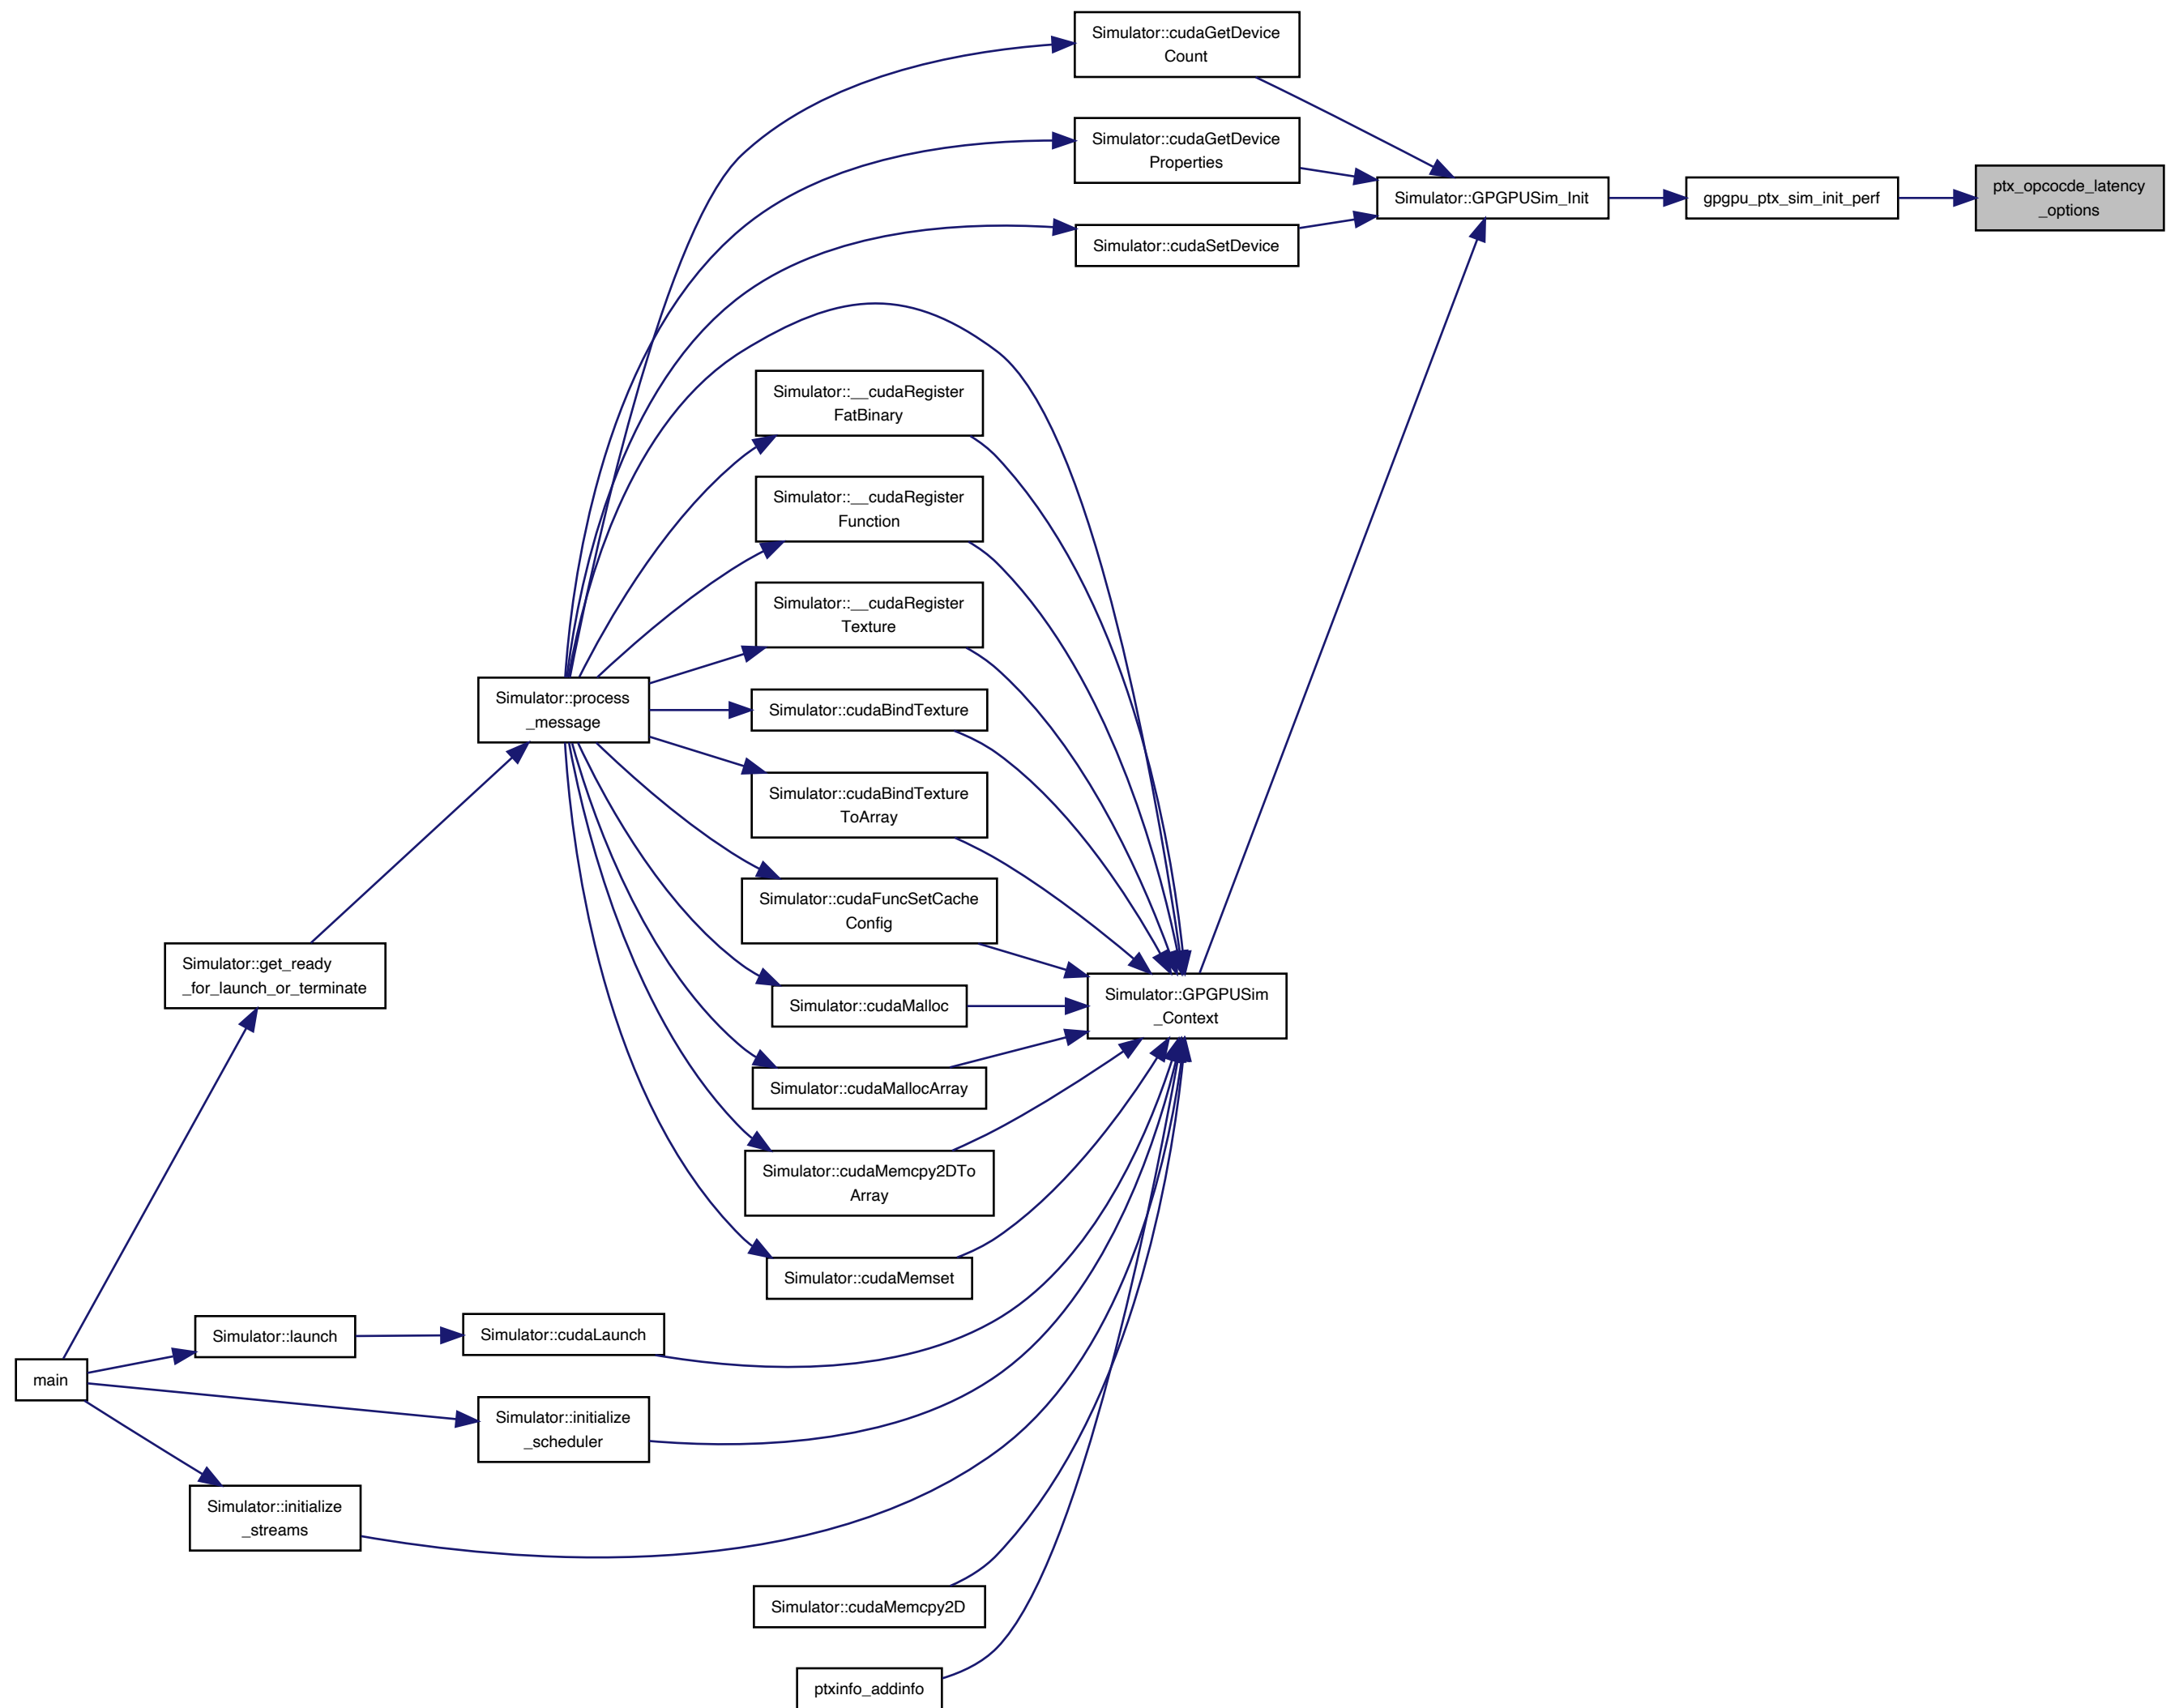 Simulator::cudaGetDevice
Count
Simulator::cudaGetDevice
Properties
Simulator::GPGPUSim_Init
gpgpu_ptx_sim_init_perf
ptx_opcocde_latency
_options
Simulator::cudaSetDevice
Simulator::__cudaRegister
FatBinary
Simulator::__cudaRegister
Function
Simulator::__cudaRegister
Texture
Simulator::process
_message
Simulator::cudaBindTexture
Simulator::cudaBindTexture
ToArray
Simulator::cudaFuncSetCache
Config
Simulator::get_ready
_for_launch_or_terminate
Simulator::cudaMalloc
Simulator::GPGPUSim
_Context
Simulator::cudaMallocArray
Simulator::cudaMemcpy2DTo
Array
Simulator::cudaMemset
Simulator::launch
Simulator::cudaLaunch
main
Simulator::initialize
_scheduler
Simulator::initialize
_streams
Simulator::cudaMemcpy2D
ptxinfo_addinfo